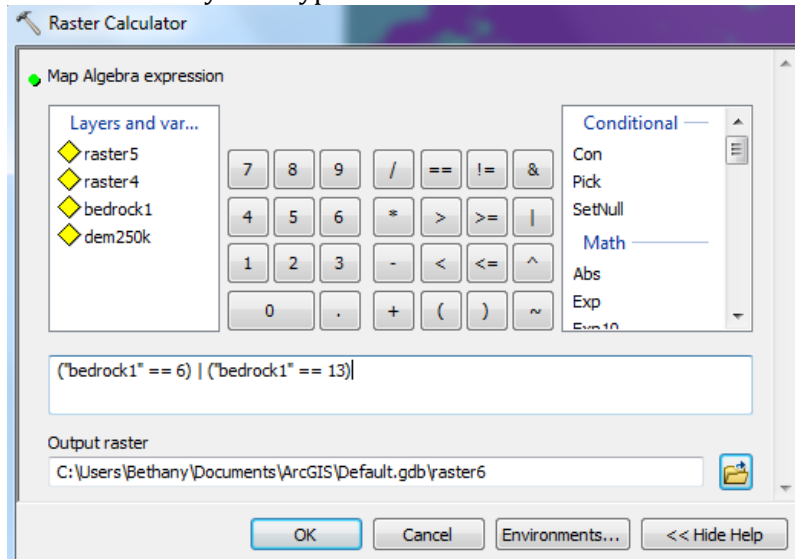 Raster Calculator
Map Algebra expression
Layers and var...
raster5
raster4
bedrock1
dem250k
7 8 9 / == != &
4 5 6 * > >= |
1 2 3 - < <= ^
0 . + ( ) ~
Conditional
Con
Pick
SetNull
Math
Abs
Exp
Exp10
("bedrock1" == 6) | ("bedrock1" == 13)
Output raster
C:\Users\Bethany\Documents\ArcGIS\Default.gdb\raster6
OK Cancel Environments... << Hide Help